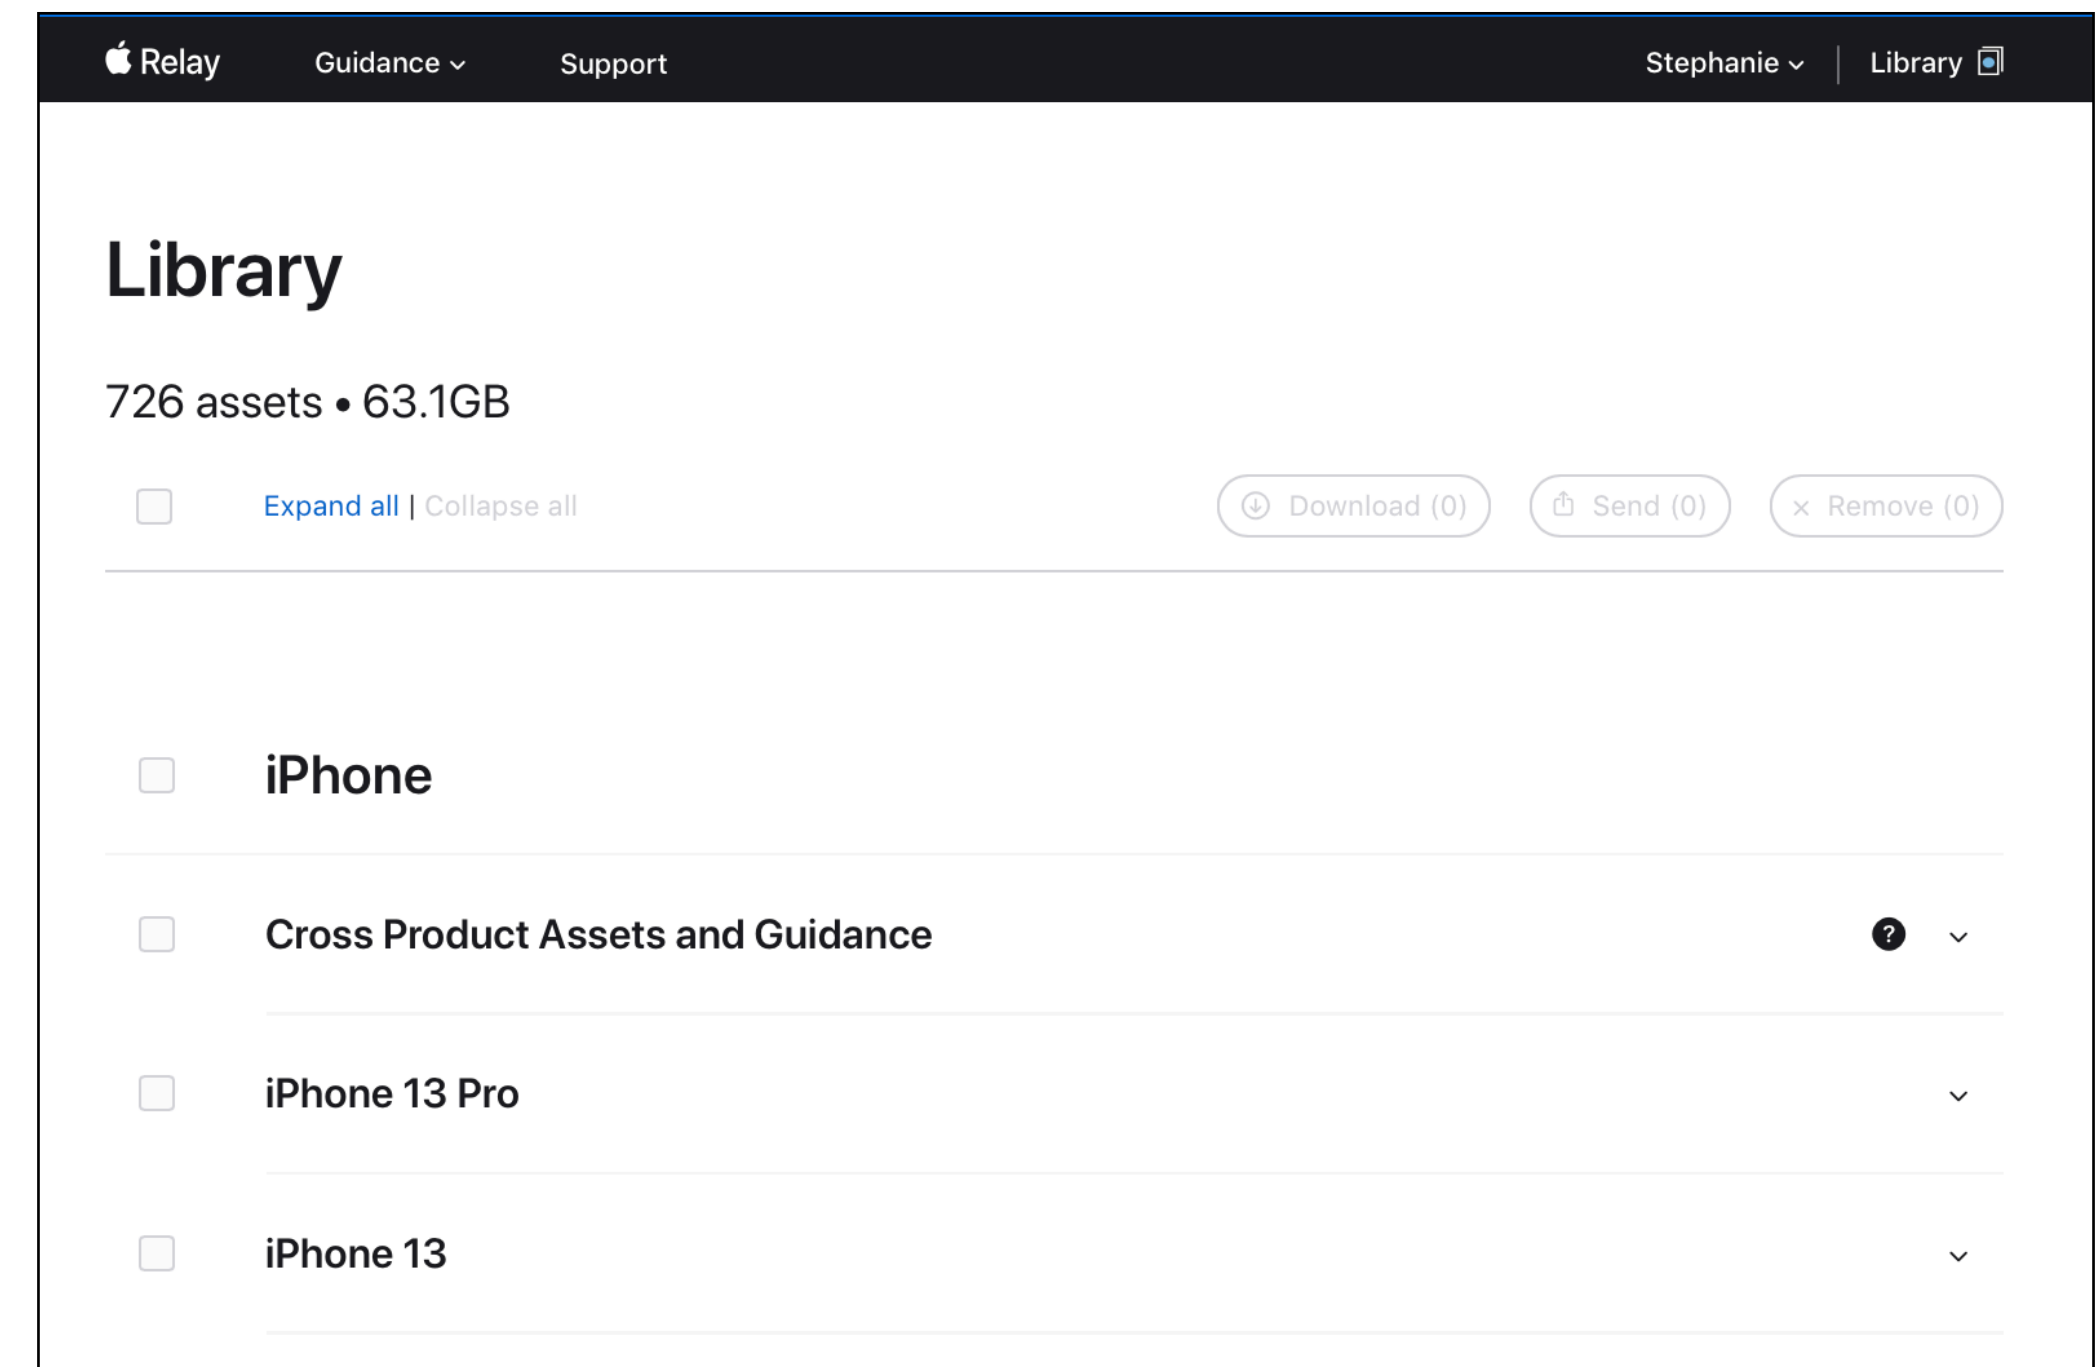 Relay Guidance Support Stephanie Library
Library
726 assets • 63.1GB
Expand all | Collapse all Download (0) Send (0) Remove (0)
iPhone
Cross Product Assets and Guidance ?
iPhone 13 Pro
iPhone 13